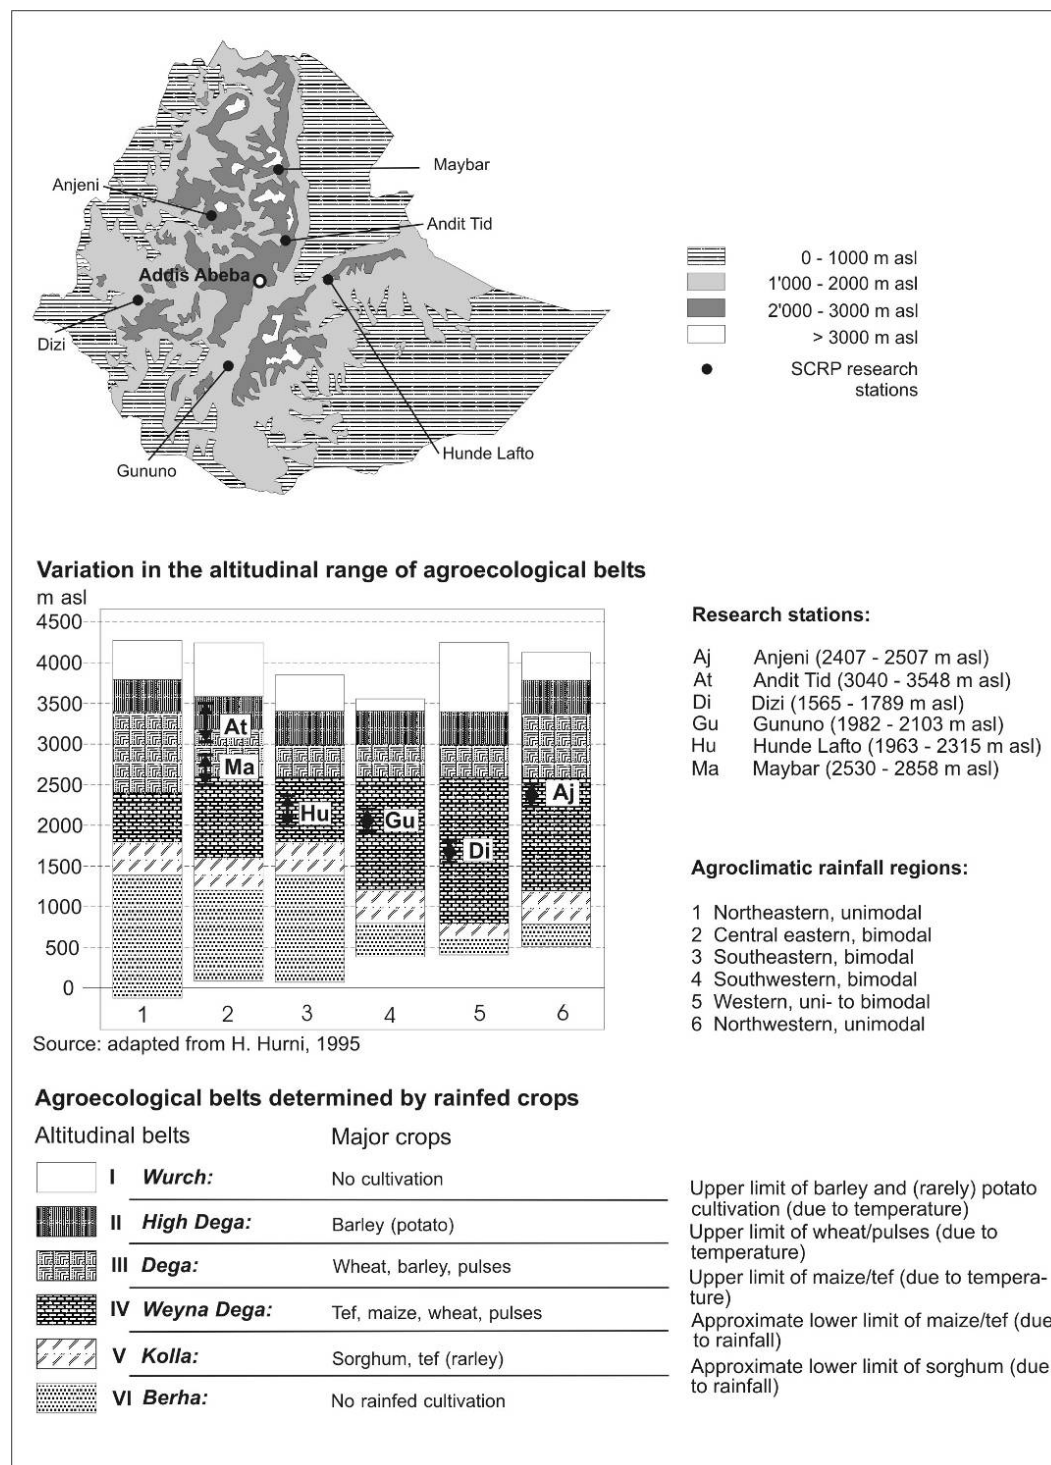 Maybar
Anjeni
Andit Tid
Addis Abeba
Dizi
Gununo
Hunde Lafto
0 - 1000 m asl
1'000 - 2000 m asl
2'000 - 3000 m asl
> 3000 m asl
SCRP research
stations
Variation in the altitudinal range of agroecological belts
m asl
4500
4000
3500
3000
2500
2000
1500
1000
500
0
At
Ma
Hu
Gu
Di
Aj
1 2 3 4 5 6
Source: adapted from H. Hurni, 1995
Research stations:
Aj Anjeni (2407 - 2507 m asl)
At Andit Tid (3040 - 3548 m asl)
Di Dizi (1565 - 1789 m asl)
Gu Gununo (1982 - 2103 m asl)
Hu Hunde Lafto (1963 - 2315 m asl)
Ma Maybar (2530 - 2858 m asl)
Agroclimatic rainfall regions:
1 Northeastern, unimodal
2 Central eastern, bimodal
3 Southeastern, bimodal
4 Southwestern, bimodal
5 Western, uni- to bimodal
6 Northwestern, unimodal
Agroecological belts determined by rainfed crops
Altitudinal belts Major crops
I Wurch: No cultivation
Upper limit of barley and (rarely) potato
cultivation (due to temperature)
II High Dega: Barley (potato)
Upper limit of wheat/pulses (due to
temperature)
III Dega: Wheat, barley, pulses
Upper limit of maize/tef (due to tempera-
ture)
IV Weyna Dega: Tef, maize, wheat, pulses
Approximate lower limit of maize/tef (due
to rainfall)
V Kolla: Sorghum, tef (rarley)
Approximate lower limit of sorghum (due
to rainfall)
VI Berha: No rainfed cultivation